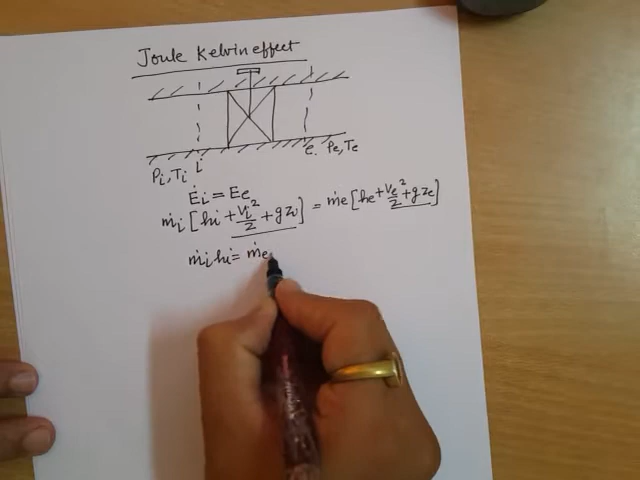 Joule Kelvin effect
i
e.
Pe, Te
Pi, Ti
Ėi = Ee
ṁi [hi + Vi²/2 + gzi] = ṁe [he + Ve²/2 + gze]
ṁi hi = ṁe